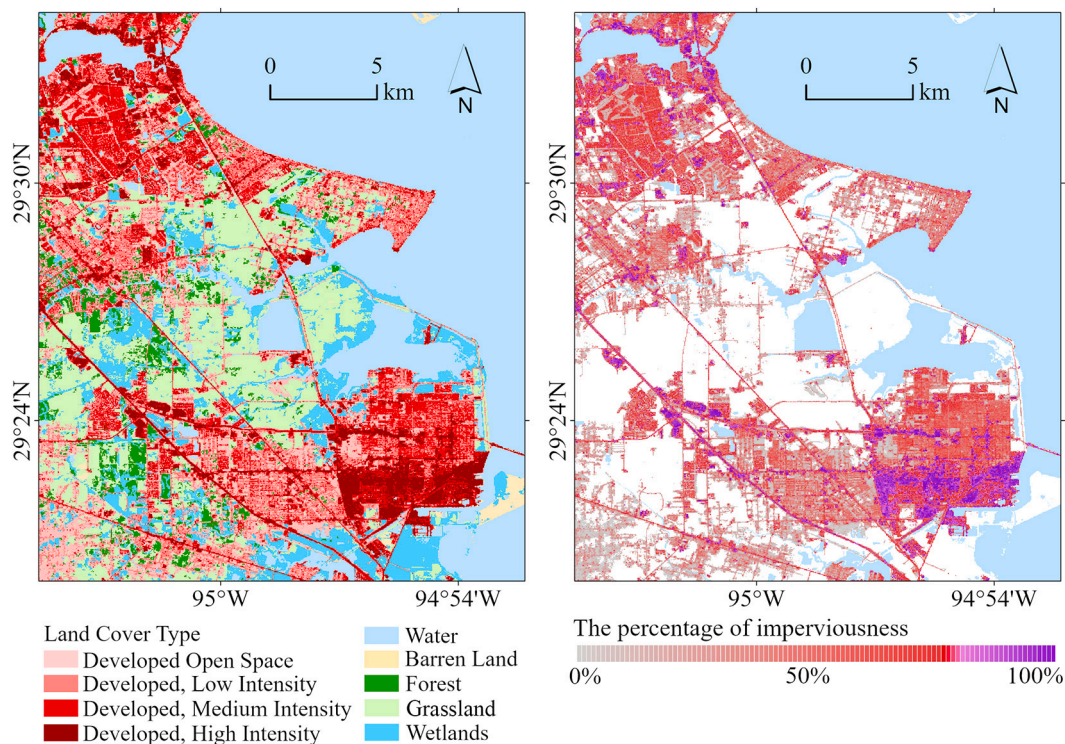 0 5
km
N
0 5
km
N
29°30'N
29°24'N
95°W 94°54'W
29°30'N
29°24'N
95°W 94°54'W
Land Cover Type
Developed Open Space
Developed, Low Intensity
Developed, Medium Intensity
Developed, High Intensity
Water
Barren Land
Forest
Grassland
Wetlands
The percentage of imperviousness
0% 50% 100%